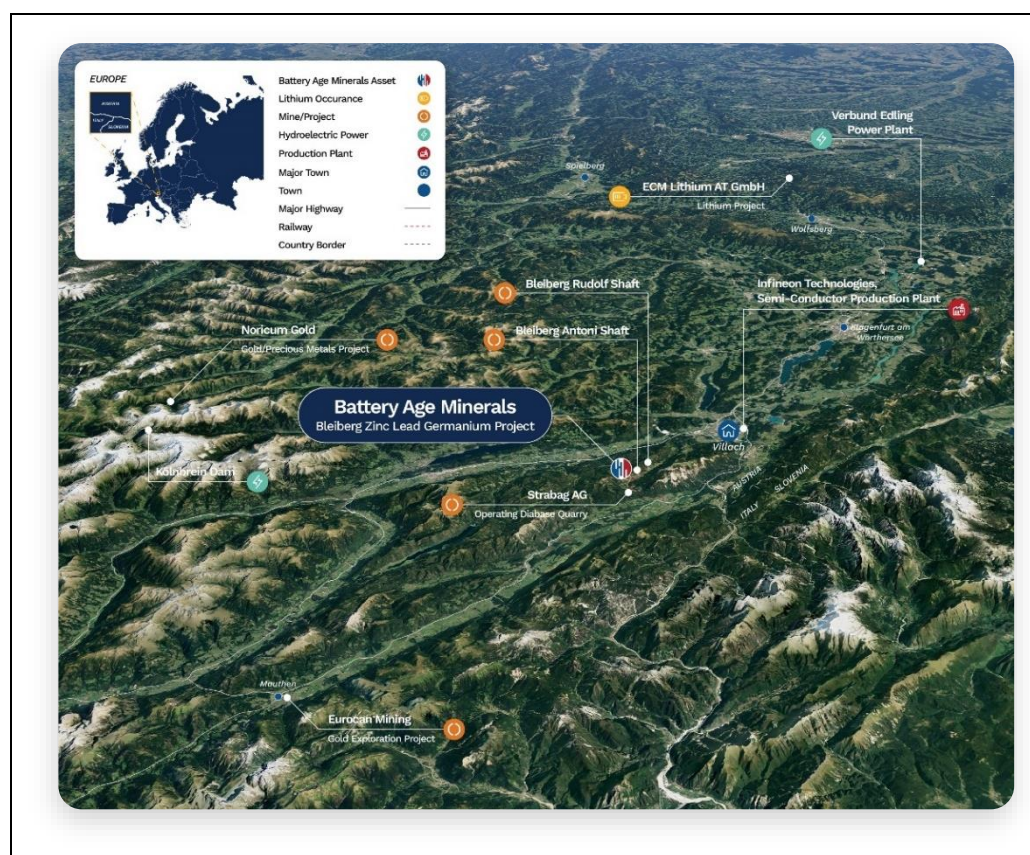 EUROPE
AUSTRIA
ITALY
SLOVENIA
Battery Age Minerals Asset
Lithium Occurance
Mine/Project
Hydroelectric Power
Production Plant
Major Town
Town
Major Highway
Railway
Country Border
Verbund Edling
Power Plant
Spielberg
ECM Lithium AT GmbH
Lithium Project
Wolfsberg
Bleiberg Rudolf Shaft
Infineon Technologies,
Semi-Conductor Production Plant
Noricum Gold
Gold/Precious Metals Project
Bleiberg Antoni Shaft
Klagenfurt am
Wörthersee
Battery Age Minerals
Bleiberg Zinc Lead Germanium Project
Villach
Kölnbrein Dam
AUSTRIA
SLOVENIA
ITALY
Strabag AG
Operating Diabase Quarry
Mauthen
Eurocan Mining
Gold Exploration Project